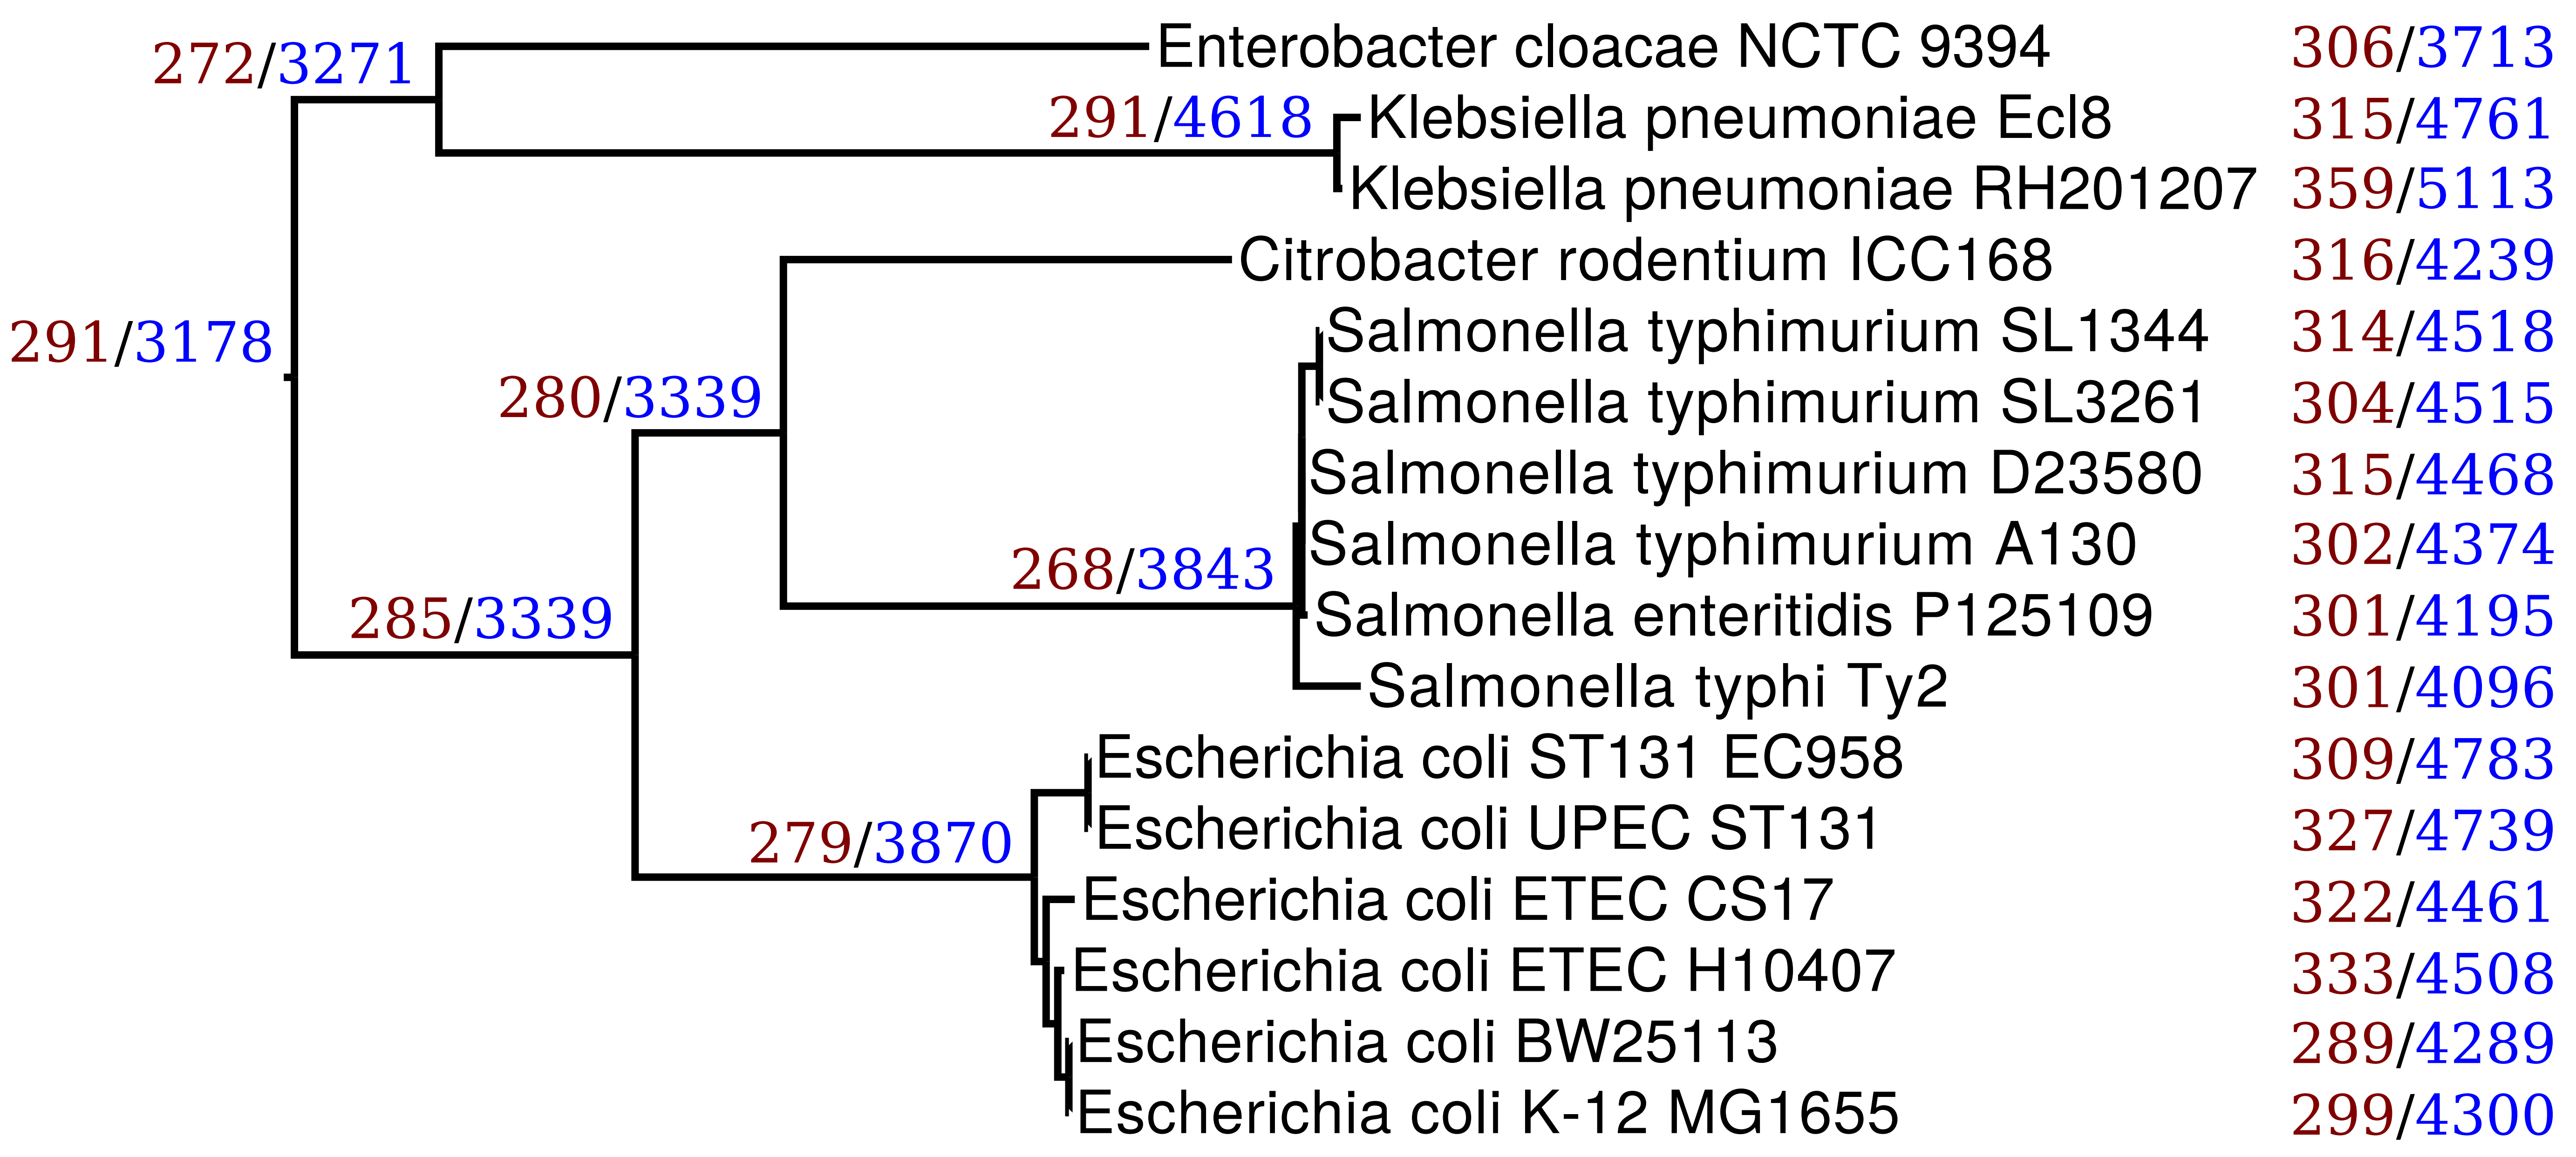 Enterobacter cloacae NCTC 9394 306/3713
272/3271
291/4618 Klebsiella pneumoniae Ecl8 315/4761
Klebsiella pneumoniae RH201207 359/5113
Citrobacter rodentium ICC168 316/4239
Salmonella typhimurium SL1344 314/4518
291/3178
280/3339 Salmonella typhimurium SL3261 304/4515
Salmonella typhimurium D23580 315/4468
Salmonella typhimurium A130 302/4374
268/3843
285/3339 Salmonella enteritidis P125109 301/4195
Salmonella typhi Ty2 301/4096
Escherichia coli ST131 EC958 309/4783
279/3870 Escherichia coli UPEC ST131 327/4739
Escherichia coli ETEC CS17 322/4461
Escherichia coli ETEC H10407 333/4508
Escherichia coli BW25113 289/4289
Escherichia coli K-12 MG1655 299/4300